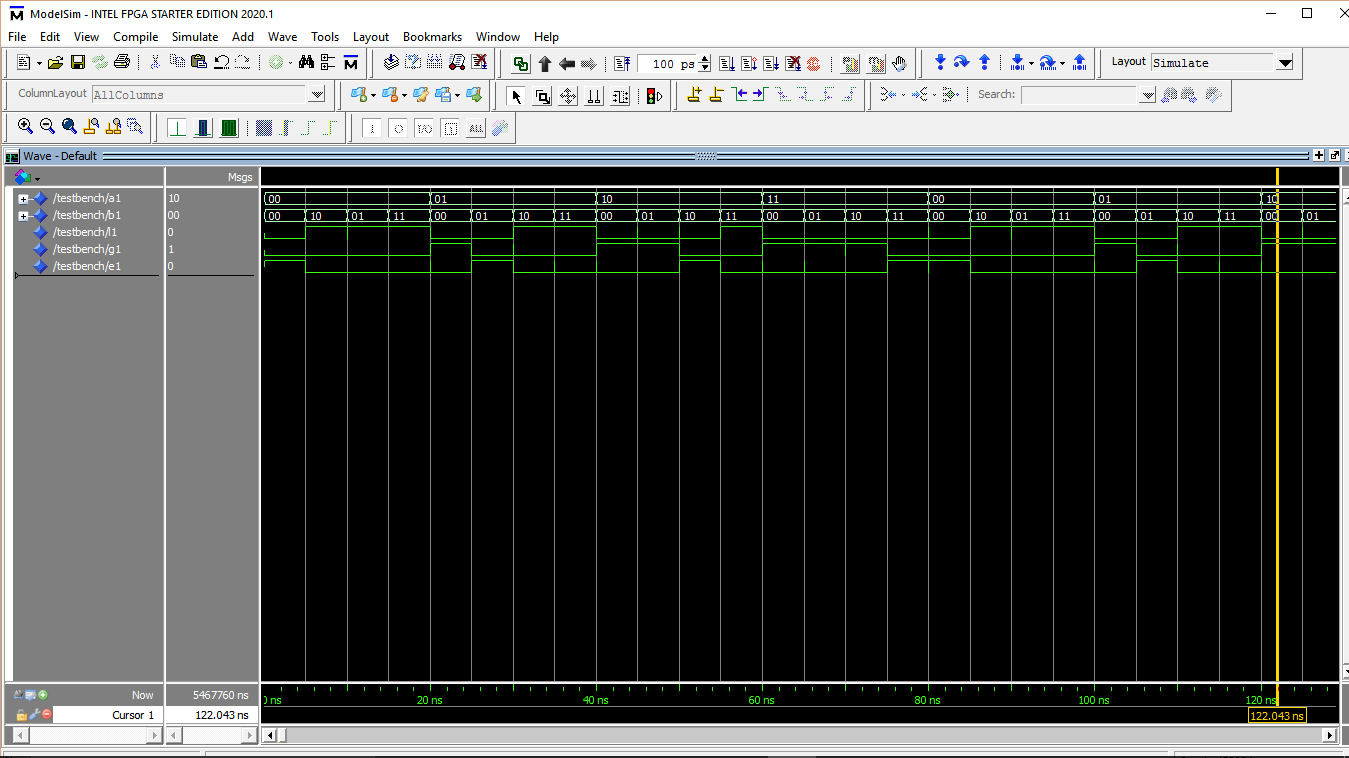 ModelSim - INTEL FPGA STARTER EDITION 2020.1
File Edit View Compile Simulate Add Wave Tools Layout Bookmarks Window Help
100 ps Layout Simulate
ColumnLayout AllColumns Search:
Wave - Default
Msgs
/testbench/a1 10 00 01 10 11 00 01 10
/testbench/b1 00 00 10 01 11 00 01 10 11 00 01 10 11 00 01 10 11 00 10 01 11 00 01 10 11 00 01
/testbench/l1 0
/testbench/g1 1
/testbench/e1 0
Now 5467760 ns 20 ns 40 ns 60 ns 80 ns 100 ns 120 ns
Cursor 1 122.043 ns 122.043 ns